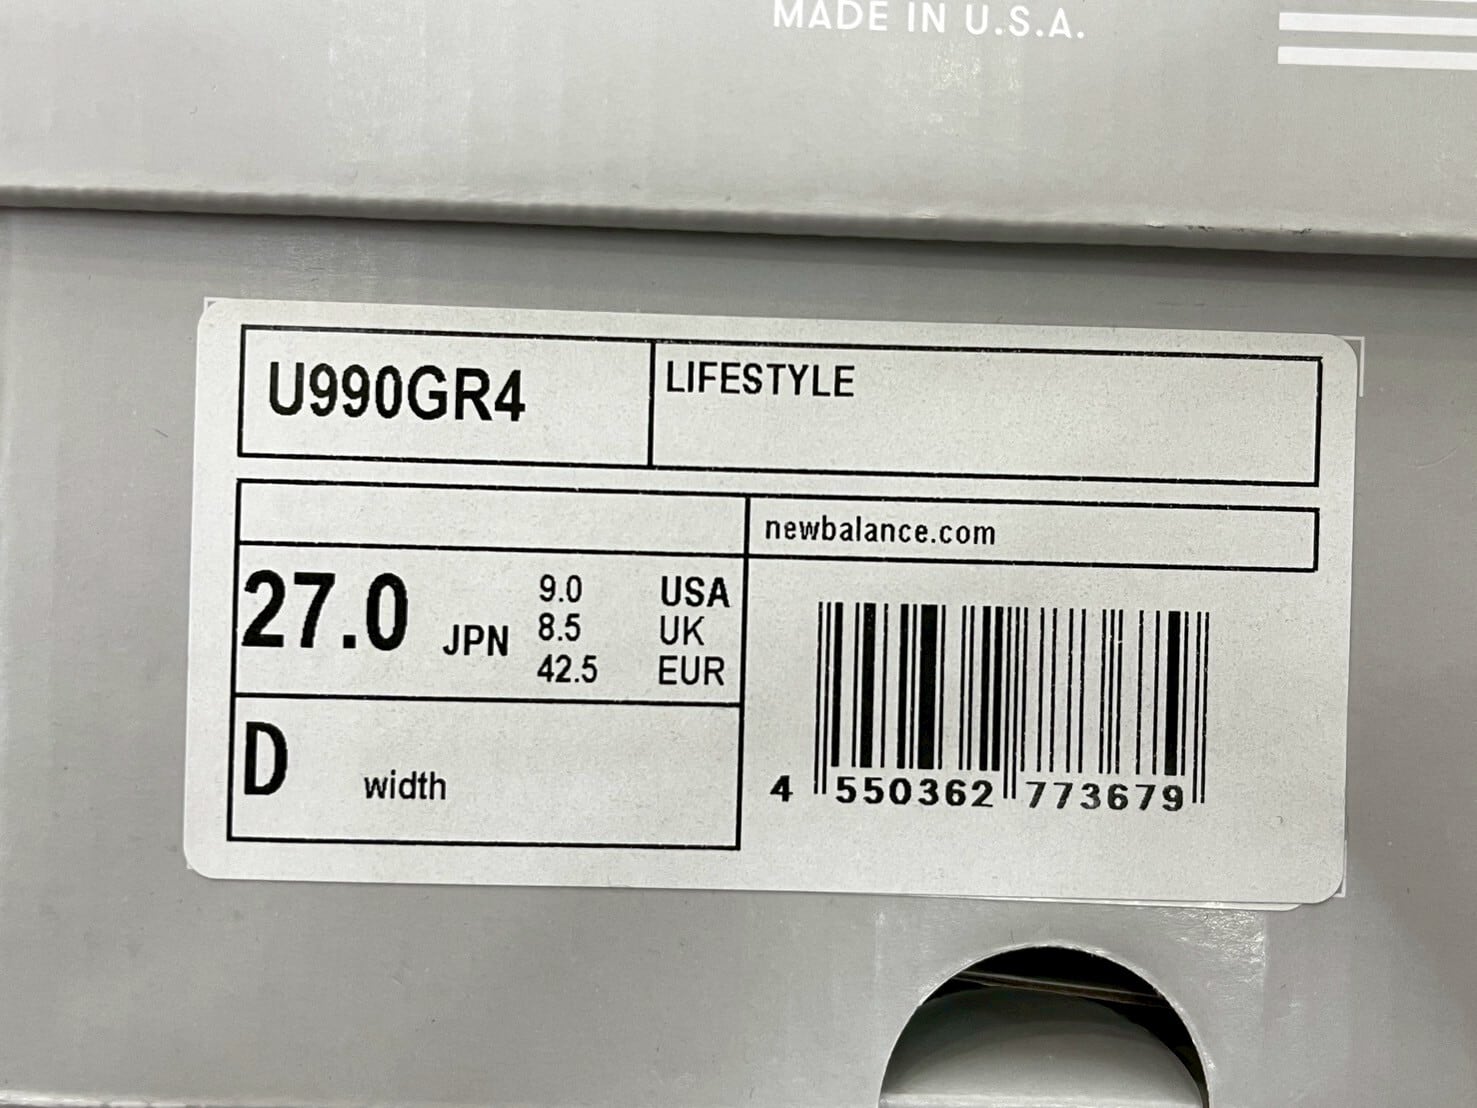 MADE IN U.S.A.
U990GR4
LIFESTYLE
newbalance.com
27.0 JPN
9.0 USA
8.5 UK
42.5 EUR
D width
4 550362 773679